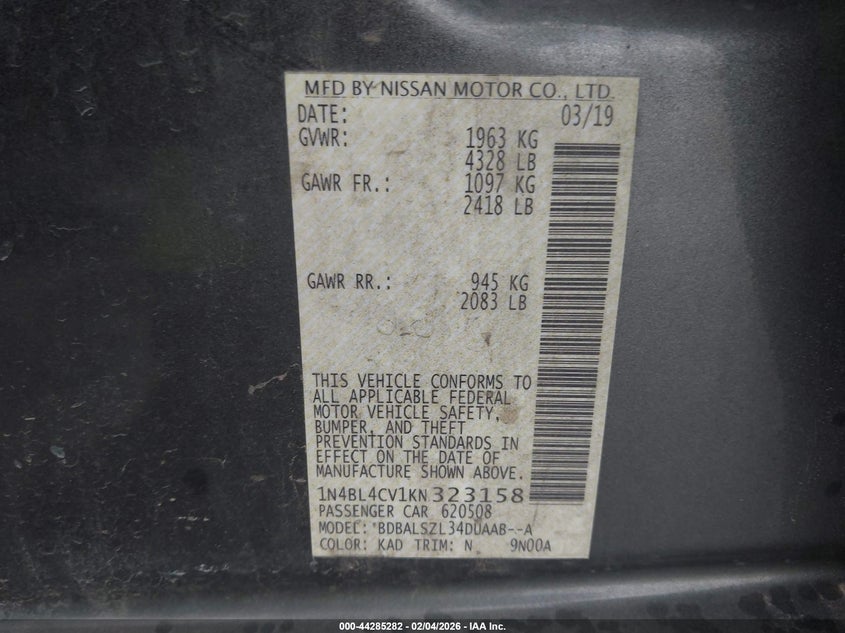 MFD BY NISSAN MOTOR CO., LTD.
DATE: 03/19
GVWR: 1963 KG
4328 LB
GAWR FR.: 1097 KG
2418 LB
GAWR RR.: 945 KG
2083 LB
THIS VEHICLE CONFORMS TO
ALL APPLICABLE FEDERAL
MOTOR VEHICLE SAFETY,
BUMPER, AND THEFT
PREVENTION STANDARDS IN
EFFECT ON THE DATE OF
MANUFACTURE SHOWN ABOVE.
1N4BL4CV1KN323158
PASSENGER CAR 620508
MODEL: BDBALSZL34DUAAB--A
COLOR: KAD TRIM: N 9N00A
000-44285282 - 02/04/2026 - IAA Inc.